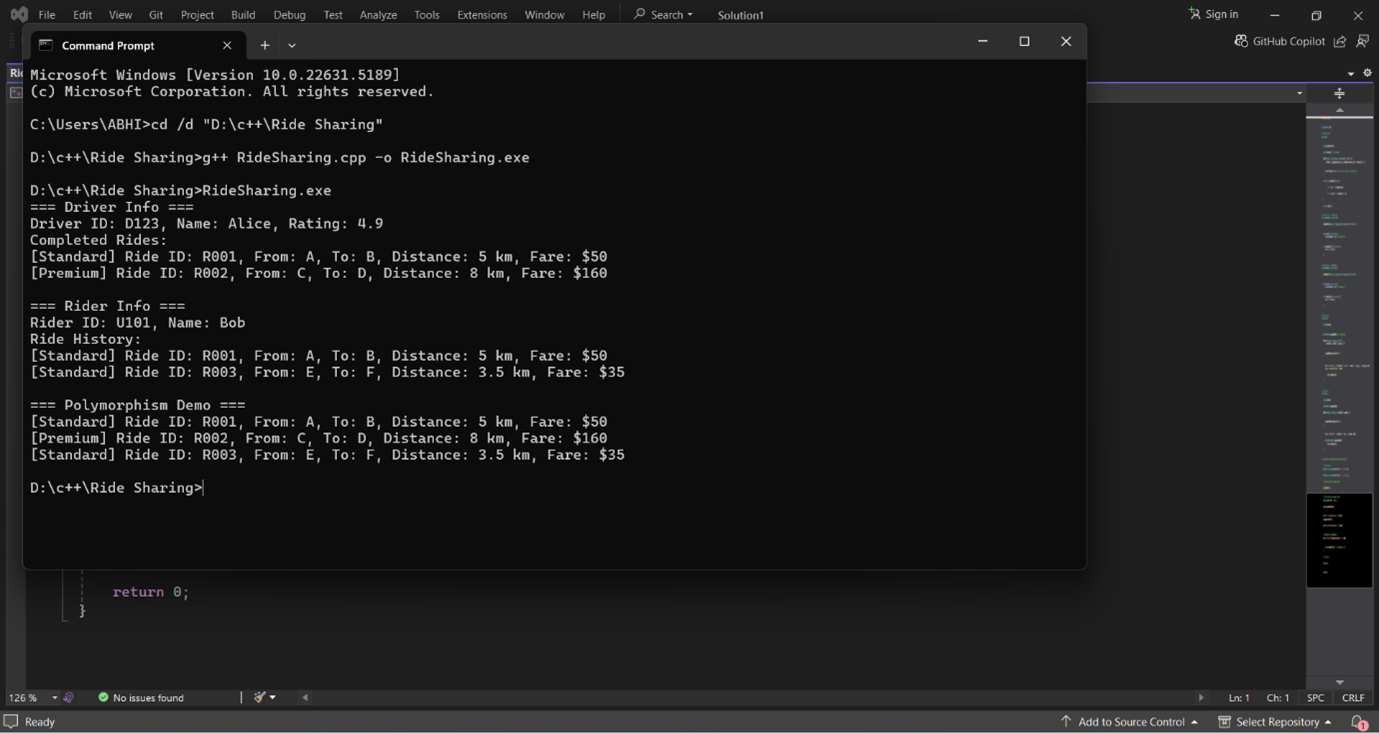 File Edit View Git Project Build Debug Test Analyze Tools Extensions Window Help Search Solution1 Sign in
GitHub Copilot
Command Prompt
Microsoft Windows [Version 10.0.22631.5189]
(c) Microsoft Corporation. All rights reserved.
C:\Users\ABHI>cd /d "D:\c++\Ride Sharing"
D:\c++\Ride Sharing>g++ RideSharing.cpp -o RideSharing.exe
D:\c++\Ride Sharing>RideSharing.exe
=== Driver Info ===
Driver ID: D123, Name: Alice, Rating: 4.9
Completed Rides:
[Standard] Ride ID: R001, From: A, To: B, Distance: 5 km, Fare: $50
[Premium] Ride ID: R002, From: C, To: D, Distance: 8 km, Fare: $160
=== Rider Info ===
Rider ID: U101, Name: Bob
Ride History:
[Standard] Ride ID: R001, From: A, To: B, Distance: 5 km, Fare: $50
[Standard] Ride ID: R003, From: E, To: F, Distance: 3.5 km, Fare: $35
=== Polymorphism Demo ===
[Standard] Ride ID: R001, From: A, To: B, Distance: 5 km, Fare: $50
[Premium] Ride ID: R002, From: C, To: D, Distance: 8 km, Fare: $160
[Standard] Ride ID: R003, From: E, To: F, Distance: 3.5 km, Fare: $35
D:\c++\Ride Sharing>
return 0;
}
126 % No issues found Ln: 1 Ch: 1 SPC CRLF
Ready Add to Source Control Select Repository 1